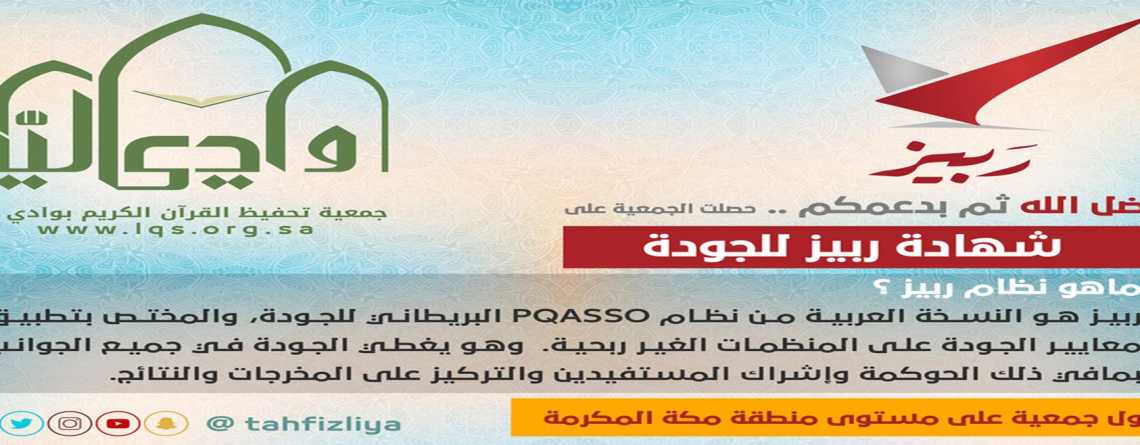 ربيز
ضل الله ثم بدعمكم .. حصلت الجمعية على
شهادة ربيز للجودة
وادي الليّة
جمعية تحفيظ القرآن الكريم بوادي
www.lqs.org.sa
ماهو نظام ربيز ؟
ربيز هو النسخة العربية من نظام PQASSO البريطاني للجودة، والمختص بتطبيق
معايير الجودة على المنظمات الغير ربحية. وهو يغطي الجودة في جميع الجوانب
بمافي ذلك الحوكمة وإشراك المستفيدين والتركيز على المخرجات والنتائج.
ول جمعية على مستوى منطقة مكة المكرمة
@ tahfizliya